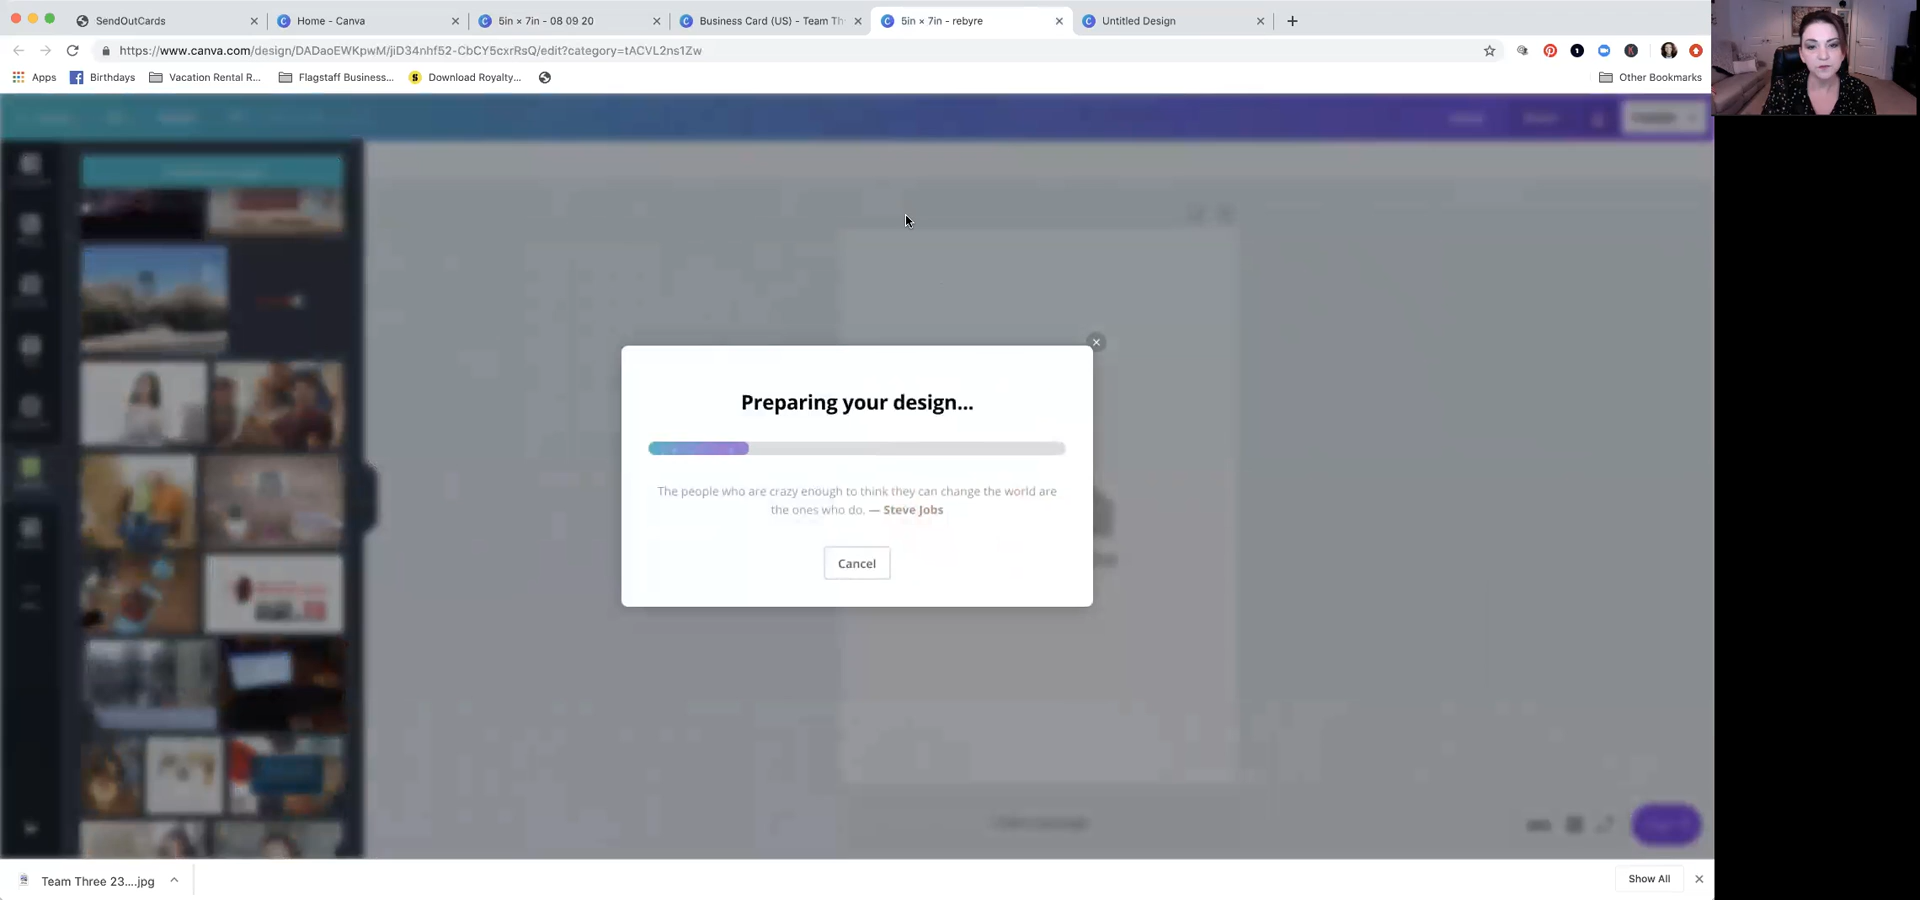 SendOutCards
Home - Canva
5in × 7in - 08 09 20
Business Card (US) - Team Th
5in × 7in - rebyre
Untitled Design
https://www.canva.com/design/DADaoEWKpwM/jiD34nhf52-CbCY5cxrRsQ/edit?category=tACVL2ns1Zw
Apps
Birthdays
Vacation Rental R...
Flagstaff Business...
Download Royalty...
Other Bookmarks
Preparing your design...
The people who are crazy enough to think they can change the world are
the ones who do. — Steve Jobs
Cancel
Team Three 23....jpg
Show All